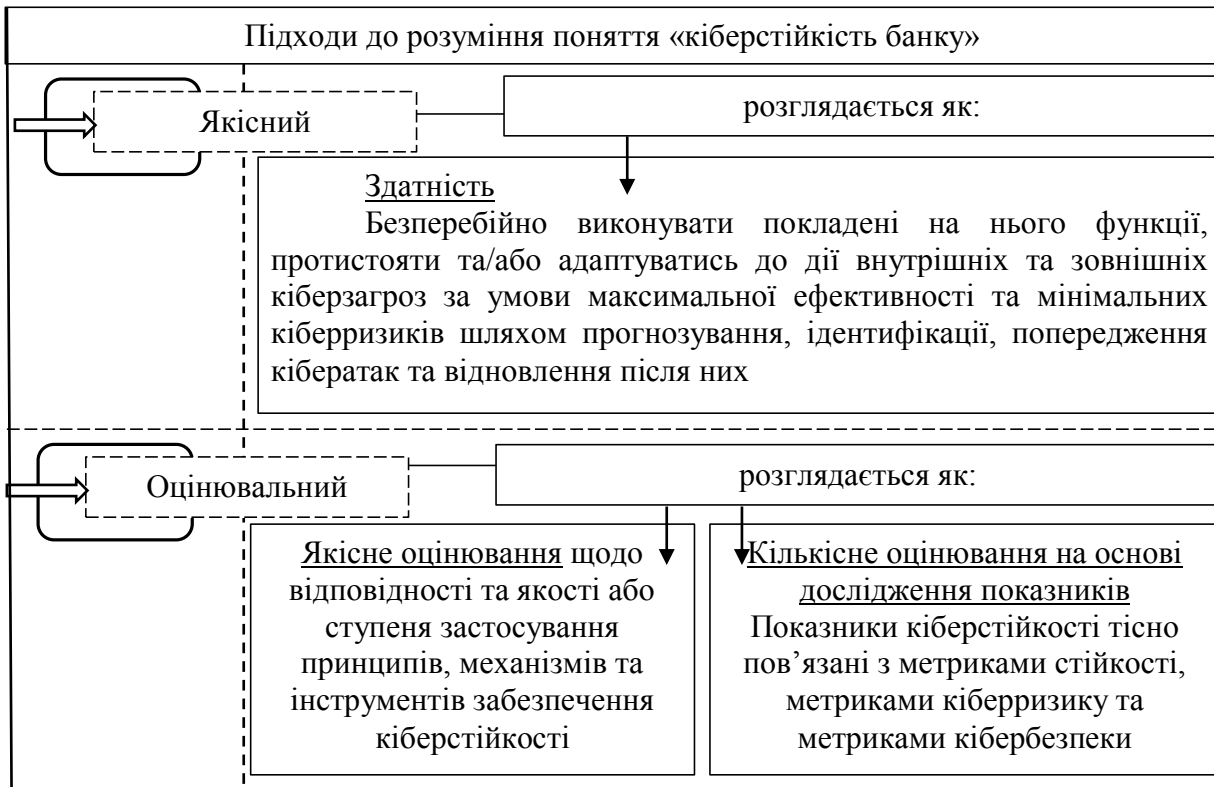 Підходи до розуміння поняття «кіберстійкість банку»
Якісний
розглядається як:
Здатність
Безперебійно виконувати покладені на нього функції,
протистояти та/або адаптуватись до дії внутрішніх та зовнішніх
кіберзагроз за умови максимальної ефективності та мінімальних
кіберризиків шляхом прогнозування, ідентифікації, попередження
кібератак та відновлення після них
Оцінювальний
розглядається як:
Якісне оцінювання щодо
відповідності та якості або
ступеня застосування
принципів, механізмів та
інструментів забезпечення
кіберстійкості
Кількісне оцінювання на основі
дослідження показників
Показники кіберстійкості тісно
пов’язані з метриками стійкості,
метриками кіберризику та
метриками кібербезпеки